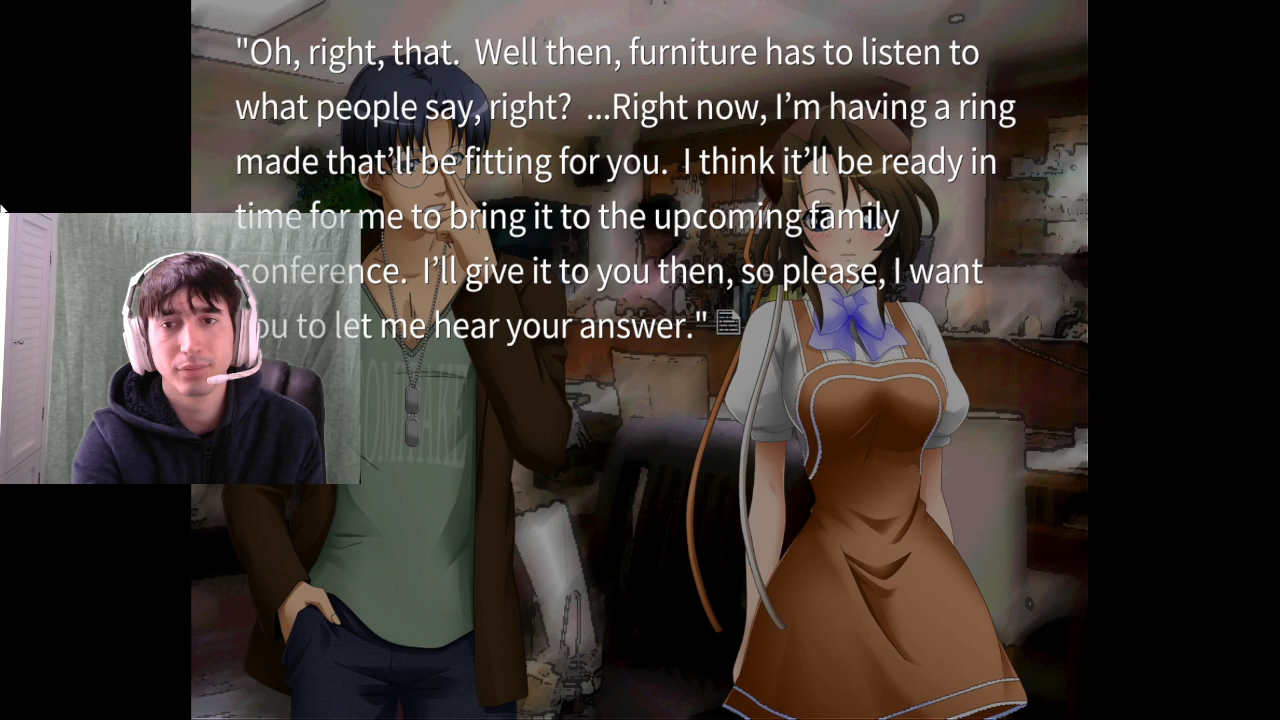 "Oh, right, that.  Well then, furniture has to listen to
what people say, right?  ...Right now, I’m having a ring
made that’ll be fitting for you.  I think it’ll be ready in
time for me to bring it to the upcoming family
conference.  I’ll give it to you then, so please, I want
you to let me hear your answer."